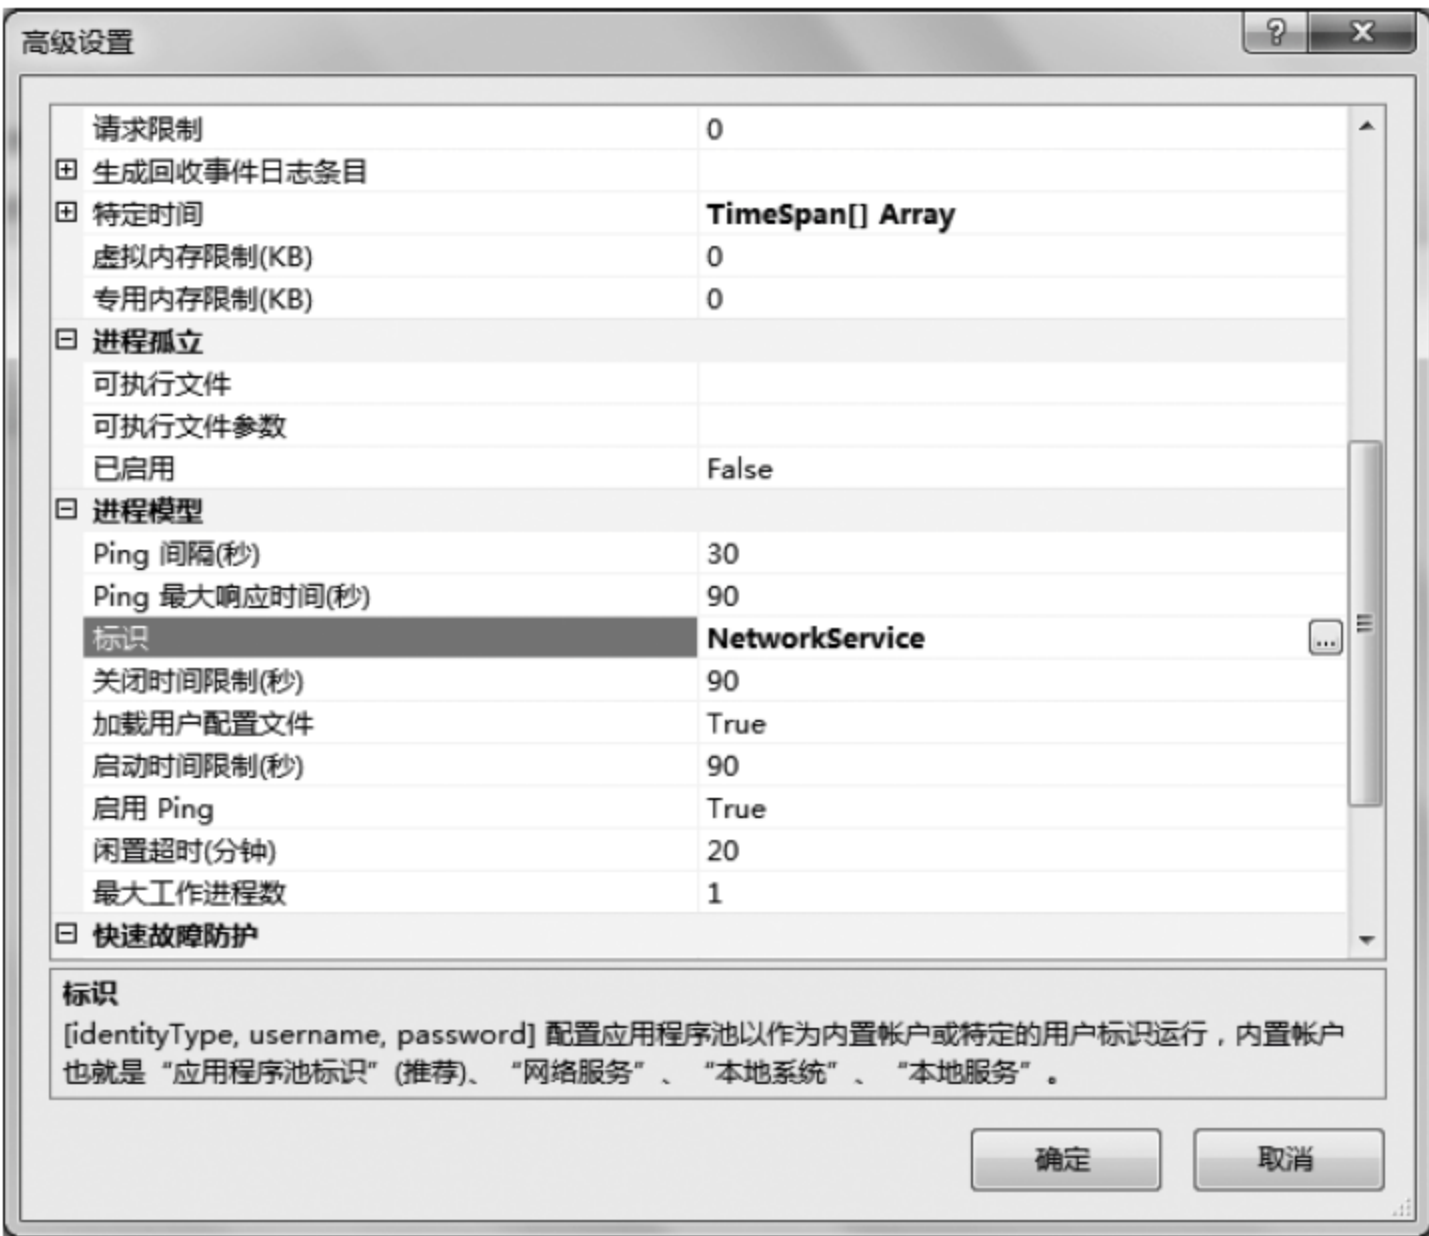 高级设置
请求限制 0
生成回收事件日志条目
特定时间 TimeSpan[] Array
虚拟内存限制(KB) 0
专用内存限制(KB) 0
进程孤立
可执行文件
可执行文件参数
已启用 False
进程模型
Ping 间隔(秒) 30
Ping 最大响应时间(秒) 90
标识 NetworkService ...
关闭时间限制(秒) 90
加载用户配置文件 True
启动时间限制(秒) 90
启用 Ping True
闲置超时(分钟) 20
最大工作进程数 1
快速故障防护
标识
[identityType, username, password] 配置应用程序池以作为内置帐户或特定的用户标识运行，内置帐户
也就是“应用程序池标识”(推荐)、“网络服务”、“本地系统”、“本地服务”。
确定 取消